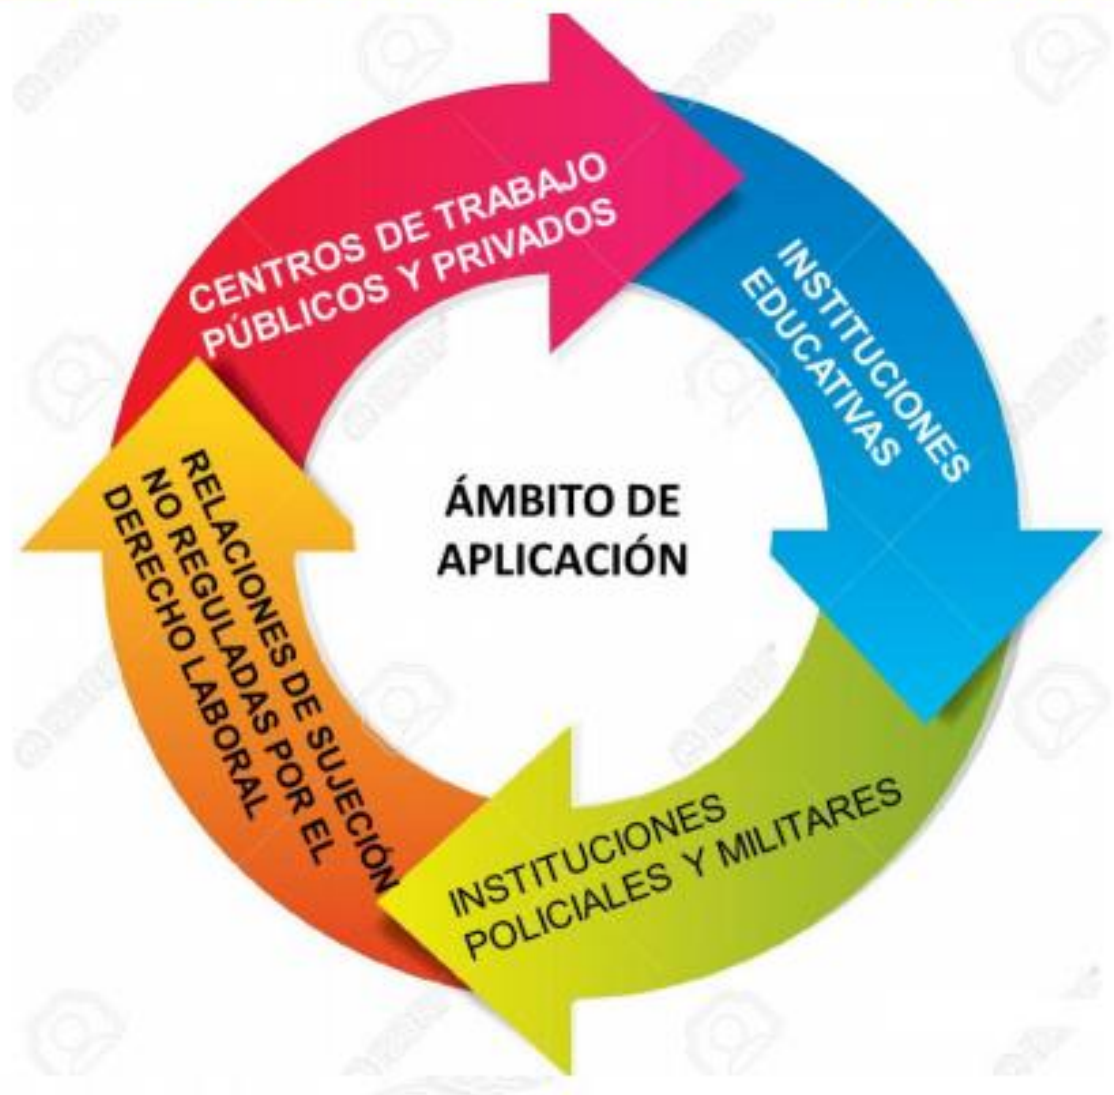 CENTROS DE TRABAJO
PÚBLICOS Y PRIVADOS
INSTITUCIONES
EDUCATIVAS
ÁMBITO DE
APLICACIÓN
INSTITUCIONES
POLICIALES Y MILITARES
RELACIONES DE SUJECIÓN
NO REGULADAS POR EL
DERECHO LABORAL